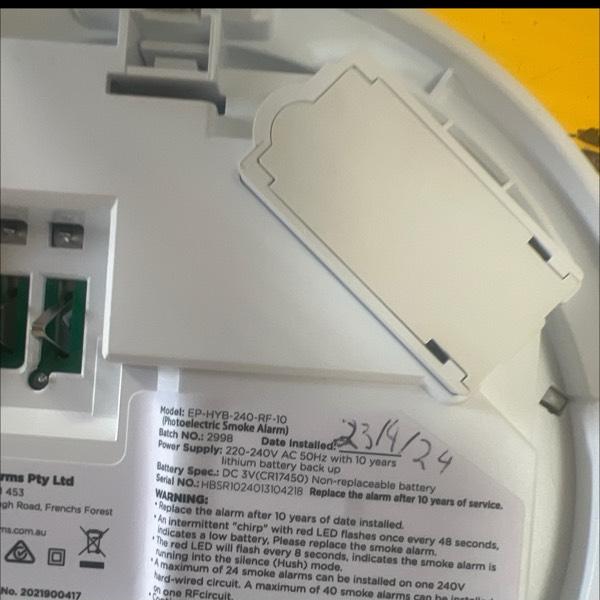 Model: EP-HYB-240-RF-10
(Photoelectric Smoke Alarm)
Batch NO.: 2998 Date Installed: 23/4/24
Power Supply: 220-240V AC 50Hz with 10 years
lithium battery back up
Battery Spec.: DC 3V(CR17450) Non-replaceable battery
Serial NO.: HBSR1024013104218 Replace the alarm after 10 years of service.
WARNING:
• Replace the alarm after 10 years of date installed.
• An intermittent "chirp" with red LED flashes once every 48 seconds,
indicates a low battery, Please replace the smoke alarm.
• The red LED will flash every 8 seconds, indicates the smoke alarm is
running into the silence (Hush) mode.
• A maximum of 24 smoke alarms can be installed on one 240V
hard-wired circuit. A maximum of 40 smoke alarms can be
on one RFcircuit.
rms Pty Ltd
453
gh Road, Frenchs Forest
ms.com.au
No. 2021900417